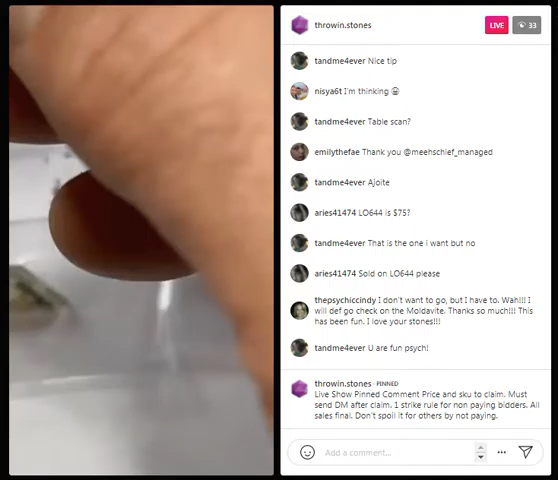 throwin.stones
LIVE
33
tandme4ever Nice tip
nisya6t I'm thinking 😀
tandme4ever Table scan?
emilythefae Thank you @meehschief_managed
tandme4ever Ajoite
aries41474 LO644 is $75?
tandme4ever That is the one i want but no
aries41474 Sold on LO644 please
thepsychiccindy I don't want to go, but I have to. Wah!!! I
will def go check on the Moldavite. Thanks so much!!! This
has been fun. I love your stones!!!
tandme4ever U are fun psych!
throwin.stones · PINNED
Live Show Pinned Comment Price and sku to claim. Must
send DM after claim. 1 strike rule for non paying bidders. All
sales final. Don't spoil it for others by not paying.
Add a comment...